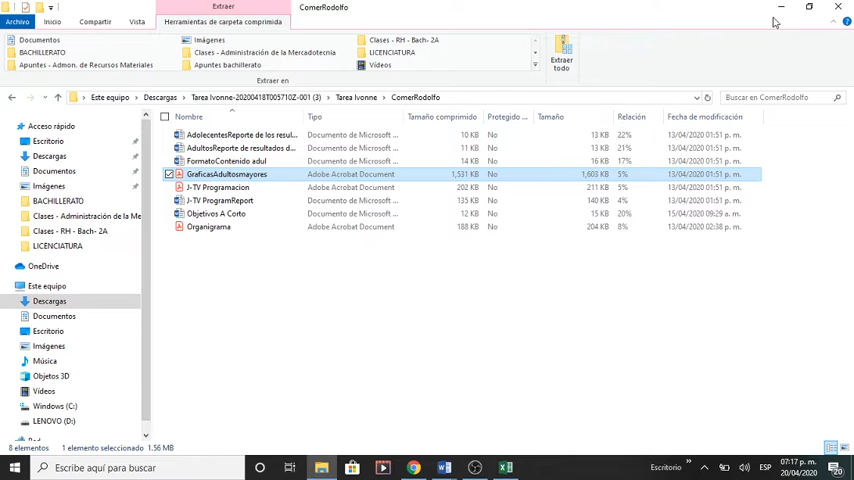 Extraer
ComerRodolfo
Archivo Inicio Compartir Vista Herramientas de carpeta comprimida
Documentos Imágenes Clases - RH - Bach- 2A
BACHILLERATO Clases - Administración de la Mercadotecnia LICENCIATURA
Apuntes - Admon. de Recursos Materiales Apuntes bachillerato Vídeos
Extraer todo
Extraer en
Este equipo Descargas Tarea Ivonne-20200418T005710Z-001 (3) Tarea Ivonne ComerRodolfo Buscar en ComerRodolfo
Nombre Tipo Tamaño comprimido Protegido ... Tamaño Relación Fecha de modificación
AdolecentesReporte de los resul... Documento de Microsoft ... 10 KB No 13 KB 22% 13/04/2020 01:51 p. m.
AdultosReporte de resultados d... Documento de Microsoft ... 11 KB No 13 KB 21% 13/04/2020 01:51 p. m.
FormatoContenido adul Documento de Microsoft ... 14 KB No 16 KB 17% 13/04/2020 01:51 p. m.
GraficasAdultosmayores Adobe Acrobat Document 1,531 KB No 1,603 KB 5% 13/04/2020 01:51 p. m.
J-TV Programacion Adobe Acrobat Document 202 KB No 211 KB 5% 13/04/2020 01:51 p. m.
J-TV ProgramReport Documento de Microsoft ... 135 KB No 140 KB 4% 13/04/2020 01:51 p. m.
Objetivos A Corto Documento de Microsoft ... 12 KB No 15 KB 20% 15/04/2020 09:29 a. m.
Organigrama Adobe Acrobat Document 188 KB No 204 KB 8% 13/04/2020 02:38 p. m.
Acceso rápido
Escritorio
Descargas
Documentos
Imágenes
BACHILLERATO
Clases - Administración de la Me
Clases - RH - Bach- 2A
LICENCIATURA
OneDrive
Este equipo
Descargas
Documentos
Escritorio
Imágenes
Música
Objetos 3D
Vídeos
Windows (C:)
LENOVO (D:)
8 elementos 1 elemento seleccionado 1.56 MB
Escribe aquí para buscar
Escritorio
ESP
07:17 p. m.
20/04/2020
20